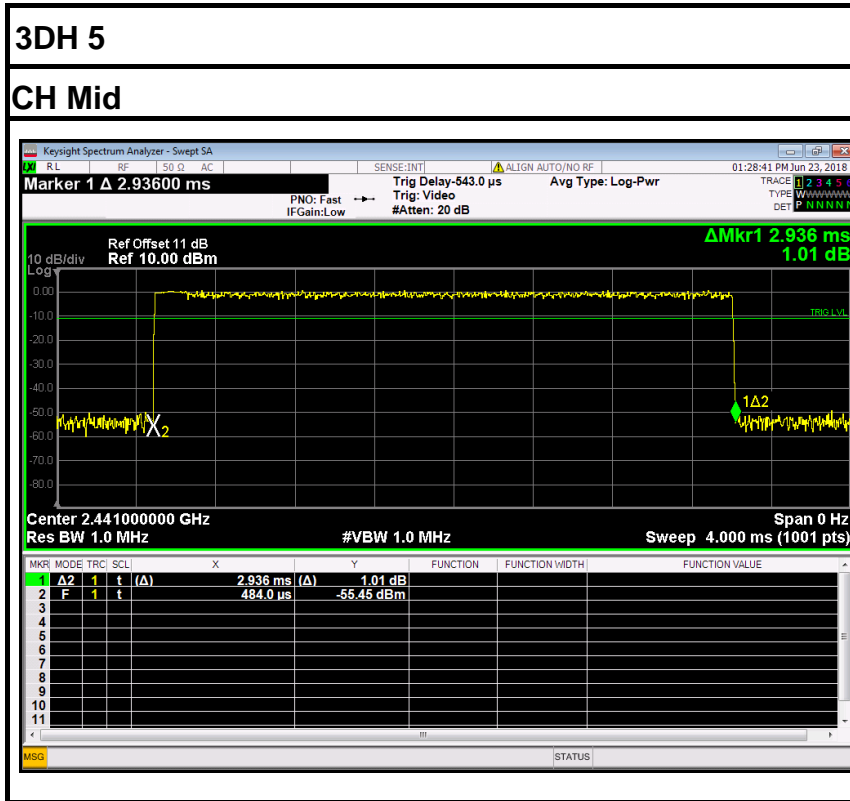 3DH 5
CH Mid
Keysight Spectrum Analyzer - Swept SA
LXI RL RF 50 Ω AC SENSE:INT ALIGN AUTO/NO RF 01:28:41 PM Jun 23, 2018
Marker 1 Δ 2.93600 ms Trig Delay-543.0 µs Avg Type: Log-Pwr TRACE 1 2 3 4 5 6
PNO: Fast Trig: Video TYPE WWWWWW
IFGain:Low #Atten: 20 dB DET P N N N N N
ΔMkr1 2.936 ms
1.01 dB
Ref Offset 11 dB
10 dB/div Ref 10.00 dBm
Log
0.00
-10.0
TRIG LVL
-20.0
-30.0
-40.0
-50.0
1Δ2
X2
-60.0
-70.0
-80.0
Center 2.441000000 GHz Span 0 Hz
Res BW 1.0 MHz #VBW 1.0 MHz Sweep 4.000 ms (1001 pts)
MKR MODE TRC SCL X Y FUNCTION FUNCTION WIDTH FUNCTION VALUE
1 Δ2 1 t (Δ) 2.936 ms (Δ) 1.01 dB
2 F 1 t 484.0 µs -55.45 dBm
3
4
5
6
7
8
9
10
11
MSG STATUS